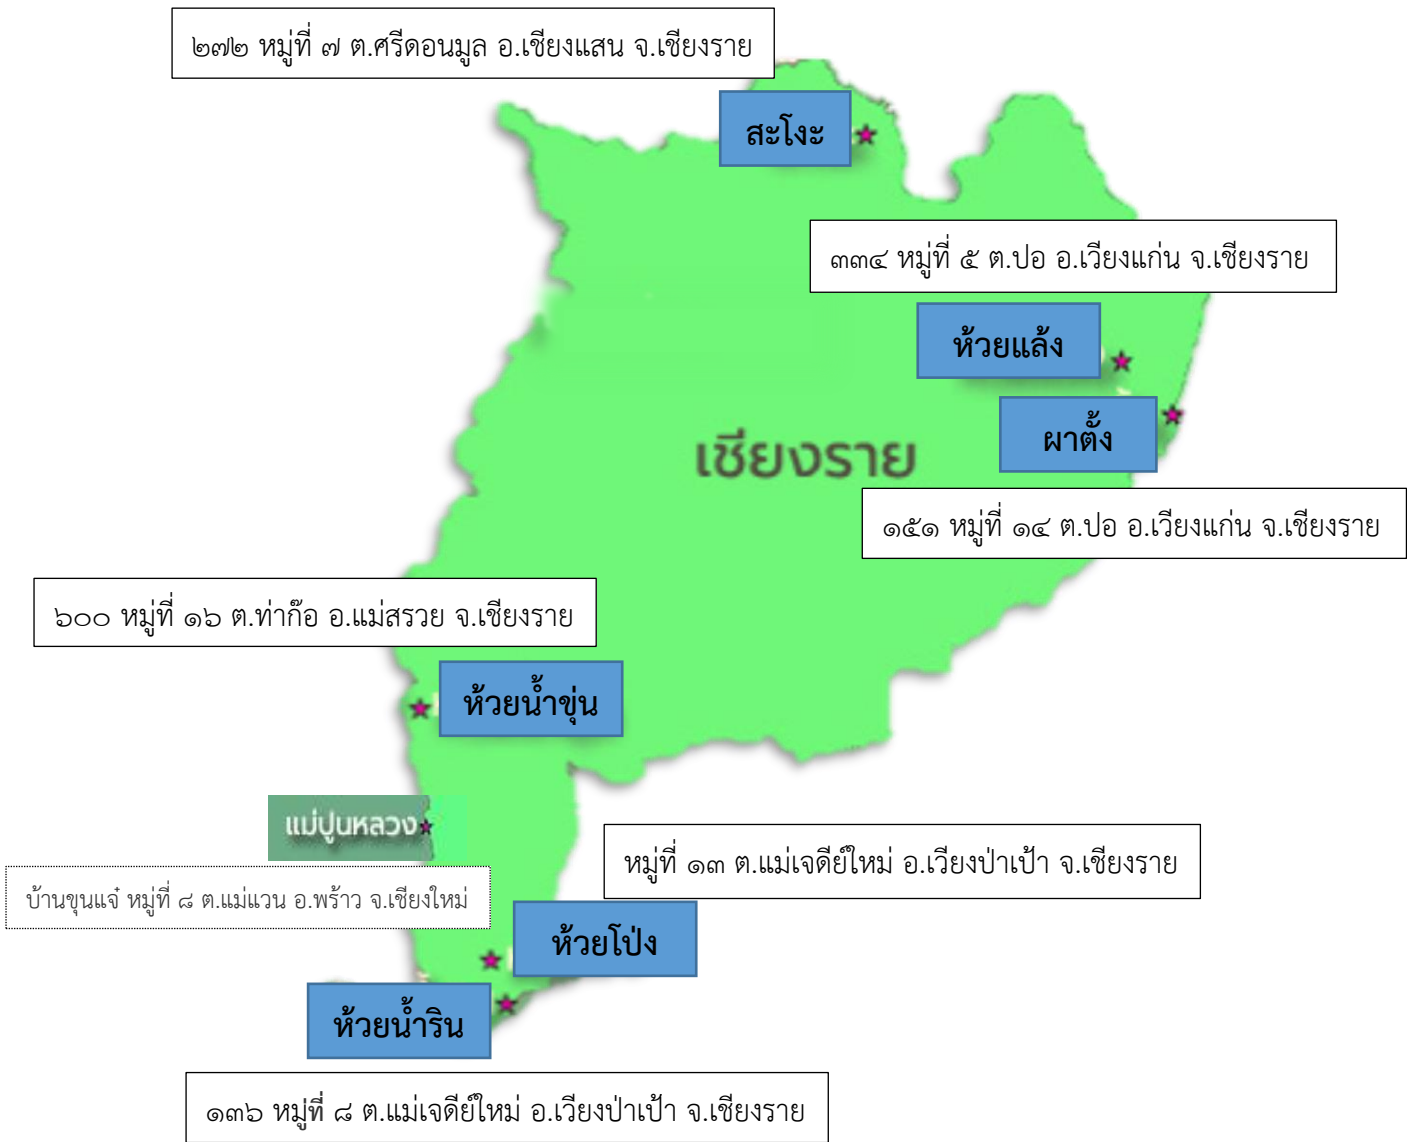 ๒๗๒ หมู่ที่ ๗ ต.ศรีดอนมูล อ.เชียงแสน จ.เชียงราย
สะโงะ
๓๓๔ หมู่ที่ ๕ ต.ปอ อ.เวียงแก่น จ.เชียงราย
ห้วยแล้ง
ผาตั้ง
เชียงราย
๑๕๑ หมู่ที่ ๑๔ ต.ปอ อ.เวียงแก่น จ.เชียงราย
๖๐๐ หมู่ที่ ๑๖ ต.ท่าก๊อ อ.แม่สรวย จ.เชียงราย
ห้วยน้ำขุ่น
แม่ปูนหลวง
หมู่ที่ ๑๓ ต.แม่เจดีย์ใหม่ อ.เวียงป่าเป้า จ.เชียงราย
บ้านขุนแจ๋ หมู่ที่ ๘ ต.แม่แวน อ.พร้าว จ.เชียงใหม่
ห้วยโป่ง
ห้วยน้ำริน
๑๓๖ หมู่ที่ ๘ ต.แม่เจดีย์ใหม่ อ.เวียงป่าเป้า จ.เชียงราย